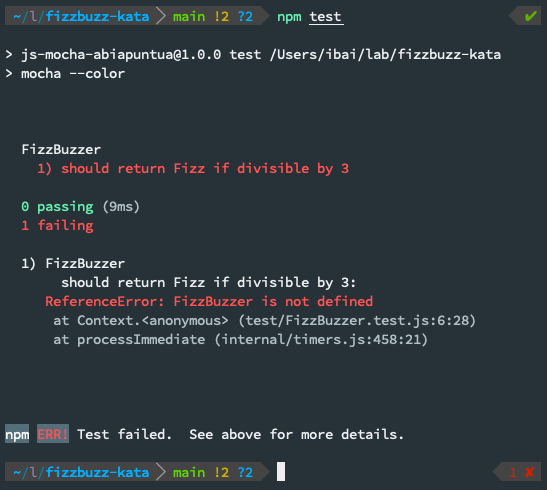 ~/l/fizzbuzz-kata main !2 ?2 npm test ✔
> js-mocha-abiapuntua@1.0.0 test /Users/ibai/lab/fizzbuzz-kata
> mocha --color
FizzBuzzer
1) should return Fizz if divisible by 3
0 passing (9ms)
1 failing
1) FizzBuzzer
should return Fizz if divisible by 3:
ReferenceError: FizzBuzzer is not defined
at Context.<anonymous> (test/FizzBuzzer.test.js:6:28)
at processImmediate (internal/timers.js:458:21)
npm ERR! Test failed.  See above for more details.
~/l/fizzbuzz-kata main !2 ?2 1 ✘